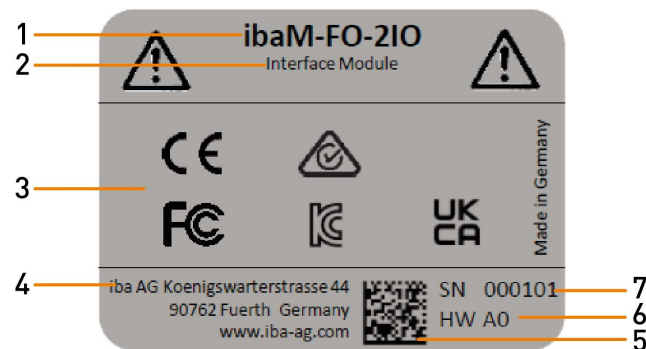 1
ibaM-FO-2IO
2
Interface Module
3
CE
FC
UK
CA
Made in Germany
4
iba AG Koenigswarterstrasse 44
90762 Fuerth Germany
www.iba-ag.com
SN 000101
HW A0
7
6
5